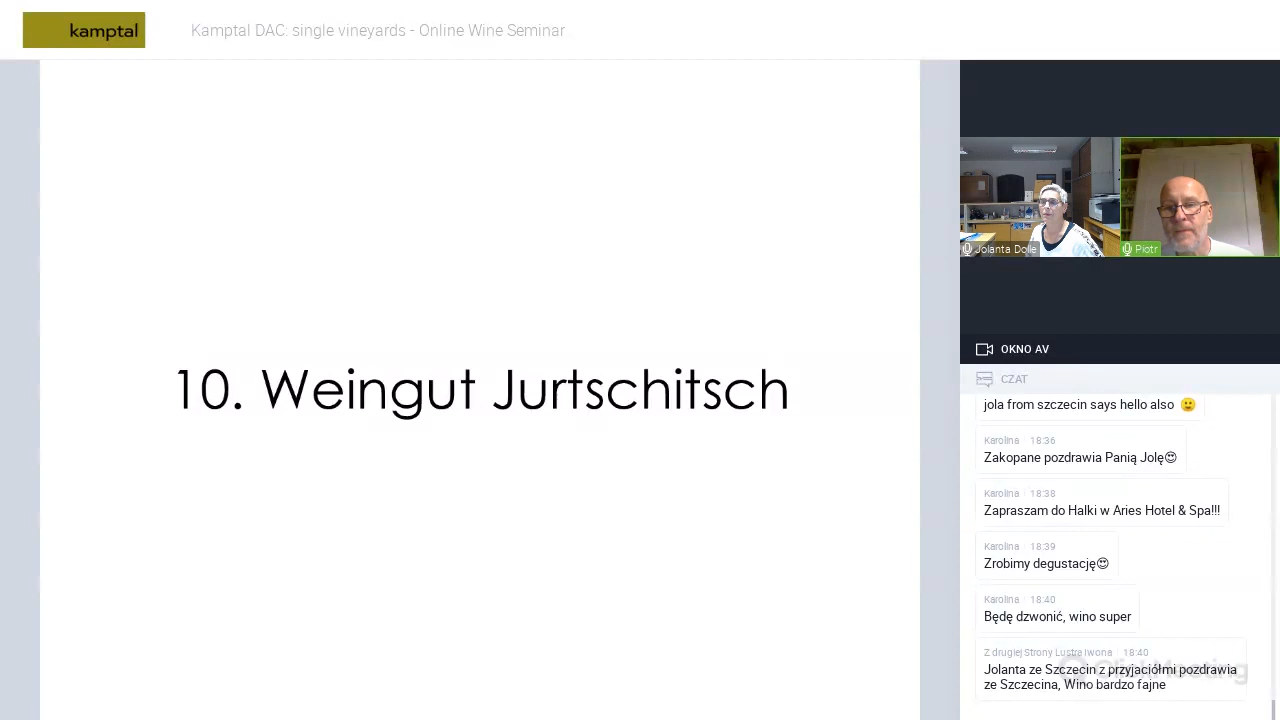 kamptal
Kamptal DAC: single vineyards - Online Wine Seminar
10. Weingut Jurtschitsch
Jolanta Dolle
Piotr
OKNO AV
CZAT
jola from szczecin says hello also 😐
Karolina 18:36
Zakopane pozdrawia Panią Jolę😍
Karolina 18:38
Zapraszam do Halki w Aries Hotel & Spa!!!
Karolina 18:39
Zrobimy degustację😍
Karolina 18:40
Będę dzwonić, wino super
Z drugiej Strony Lustra Iwona 18:40
Jolanta ze Szczecin z przyjaciółmi pozdrawia
ze Szczecina, Wino bardzo fajne
ClickMeeting